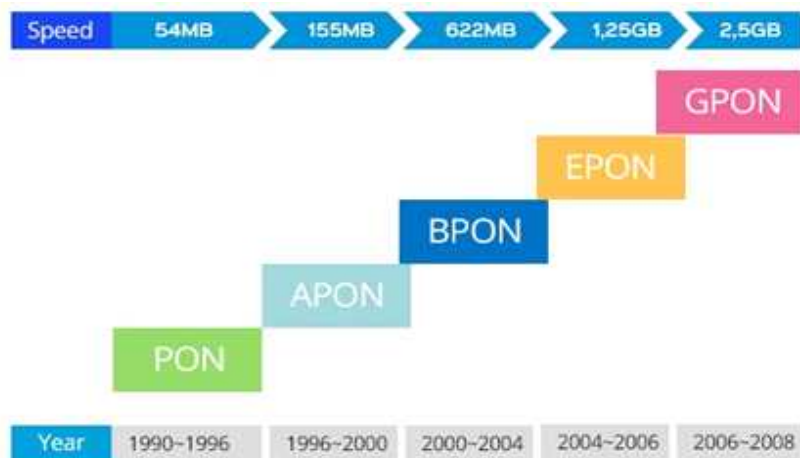 Speed 54MB 155MB 622MB 1,25GB 2,5GB
GPON
EPON
BPON
APON
PON
Year 1990~1996 1996~2000 2000~2004 2004~2006 2006~2008